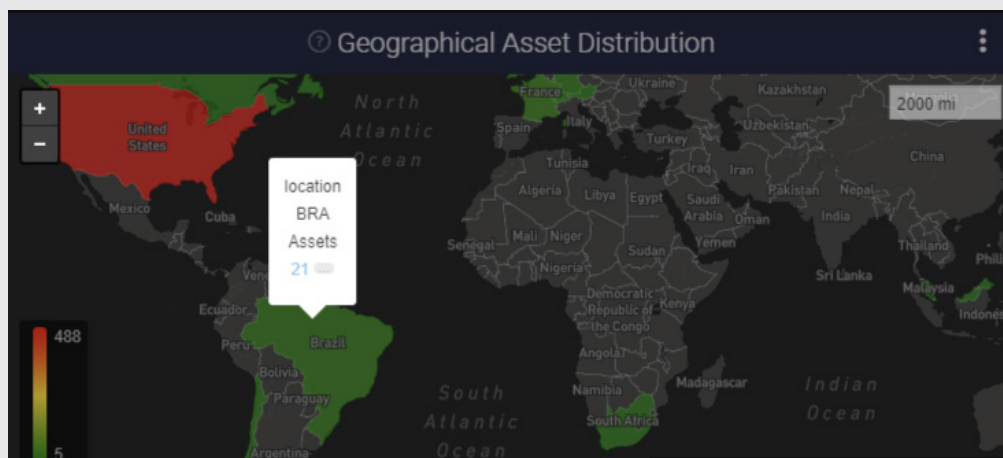 ? Geographical Asset Distribution
+
−
2000 mi
North
Atlantic
Ocean
United
States
Mexico
Cuba
location
BRA
Assets
21
Ecuador
Peru
Brazil
Bolivia
Paraguay
Argentina
France
Ukraine
Kazakhstan
Spain
Italy
Turkey
Uzbekistan
China
Tunisia
Algeria
Libya
Egypt
Iraq
Iran
Saudi
Arabia
Oman
Yemen
Pakistan
Nepal
India
Thailand
Sri Lanka
Malaysia
Phili
Indones
Senegal
Mali
Niger
Nigeria
Sudan
Democratic
Republic of
the Congo
Kenya
Angola
Namibia
Madagascar
South Africa
South
Atlantic
Ocean
Indian
Ocean
488
5